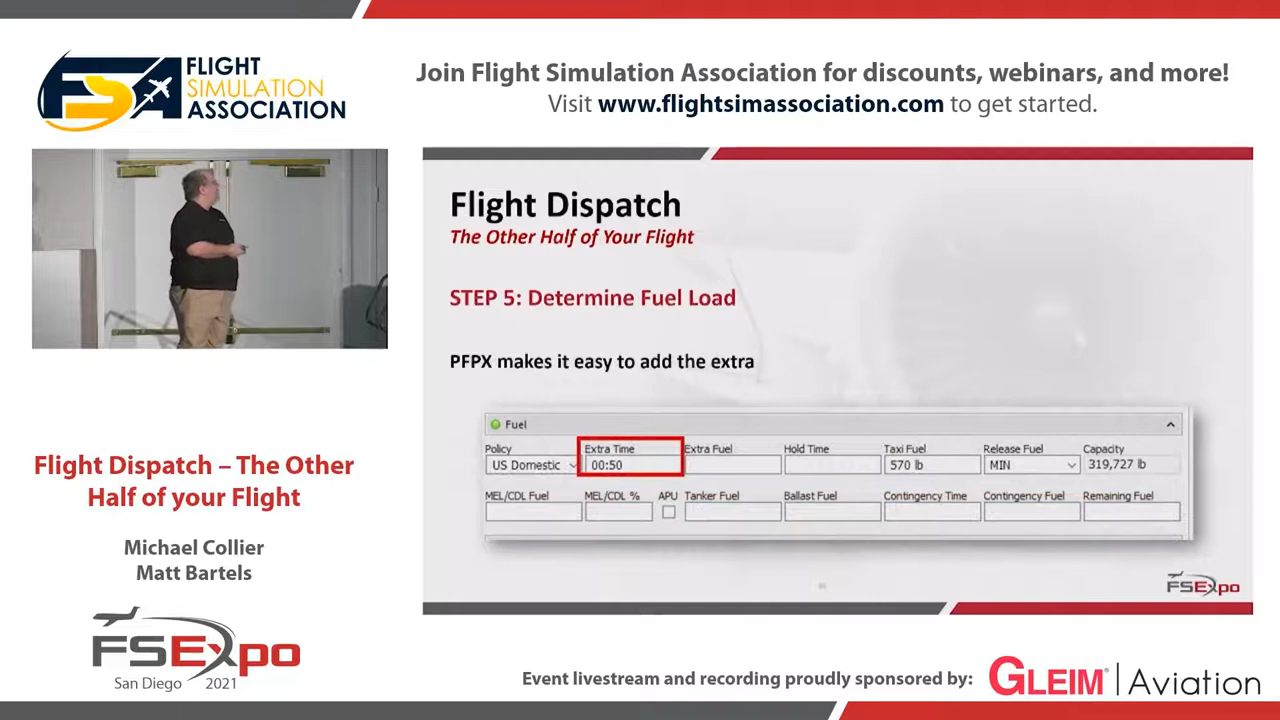 FLIGHT
SIMULATION
ASSOCIATION
Join Flight Simulation Association for discounts, webinars, and more!
Visit www.flightsimassociation.com to get started.
Flight Dispatch
The Other Half of Your Flight
STEP 5: Determine Fuel Load
PFPX makes it easy to add the extra
Fuel
Policy Extra Time Extra Fuel Hold Time Taxi Fuel Release Fuel Capacity
US Domestic 00:50 570 lb MIN 319,727 lb
MEL/CDL Fuel MEL/CDL % APU Tanker Fuel Ballast Fuel Contingency Time Contingency Fuel Remaining Fuel
FSExpo
Flight Dispatch – The Other
Half of your Flight
Michael Collier
Matt Bartels
FSExpo
San Diego 2021
Event livestream and recording proudly sponsored by:
GLEIM® | Aviation